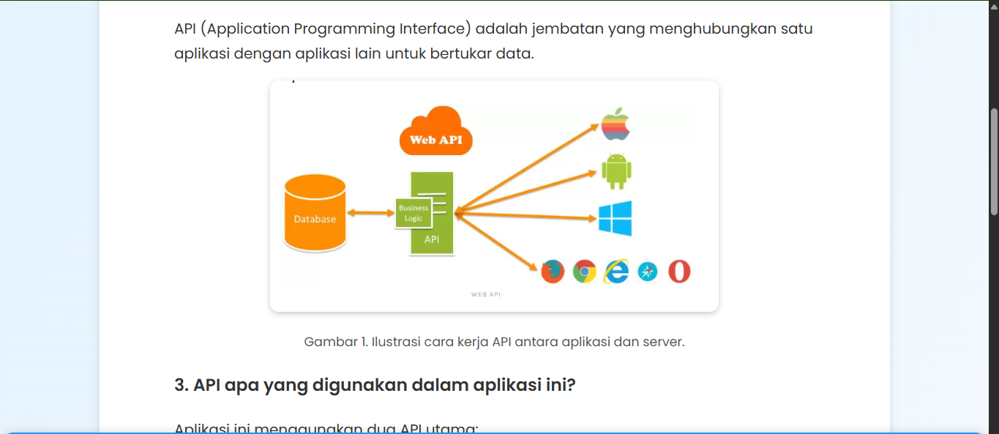 API (Application Programming Interface) adalah jembatan yang menghubungkan satu
aplikasi dengan aplikasi lain untuk bertukar data.
Web API
Database
Business
Logic
API
WEB API
Gambar 1. Ilustrasi cara kerja API antara aplikasi dan server.
3. API apa yang digunakan dalam aplikasi ini?
Aplikasi ini menggunakan dua API utama: